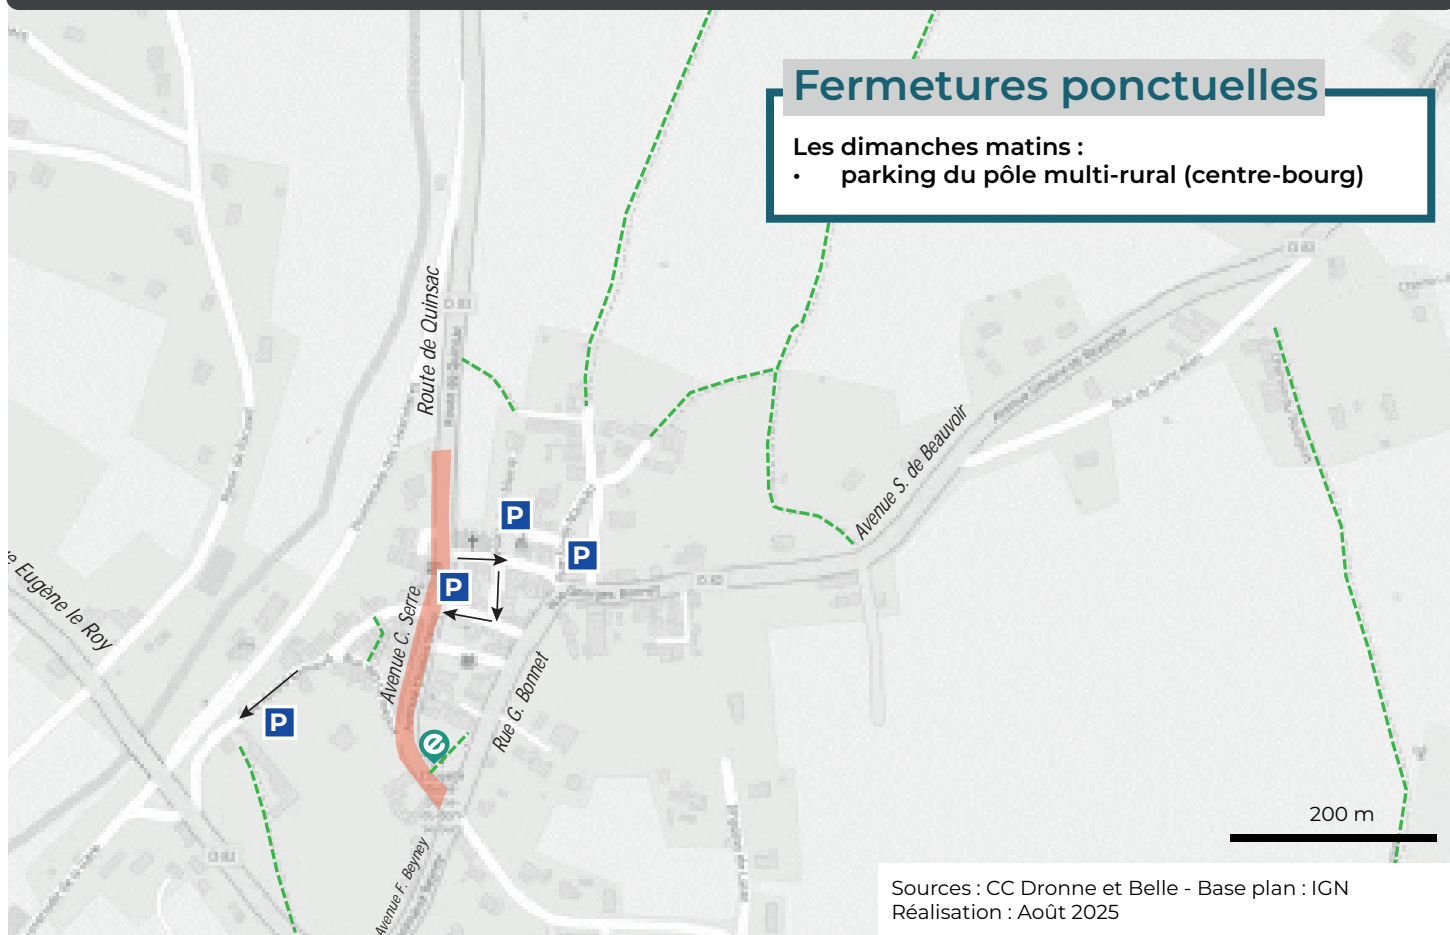 Fermetures ponctuelles
Les dimanches matins :
• parking du pôle multi-rural (centre-bourg)
Route de Quinsac
Avenue S. de Beauvoir
P
P
P
Avenue C. Serre
e Eugène le Roy
Rue G. Bonnet
P
e
Avenue F. Beyney
200 m
Sources : CC Dronne et Belle - Base plan : IGN
Réalisation : Août 2025